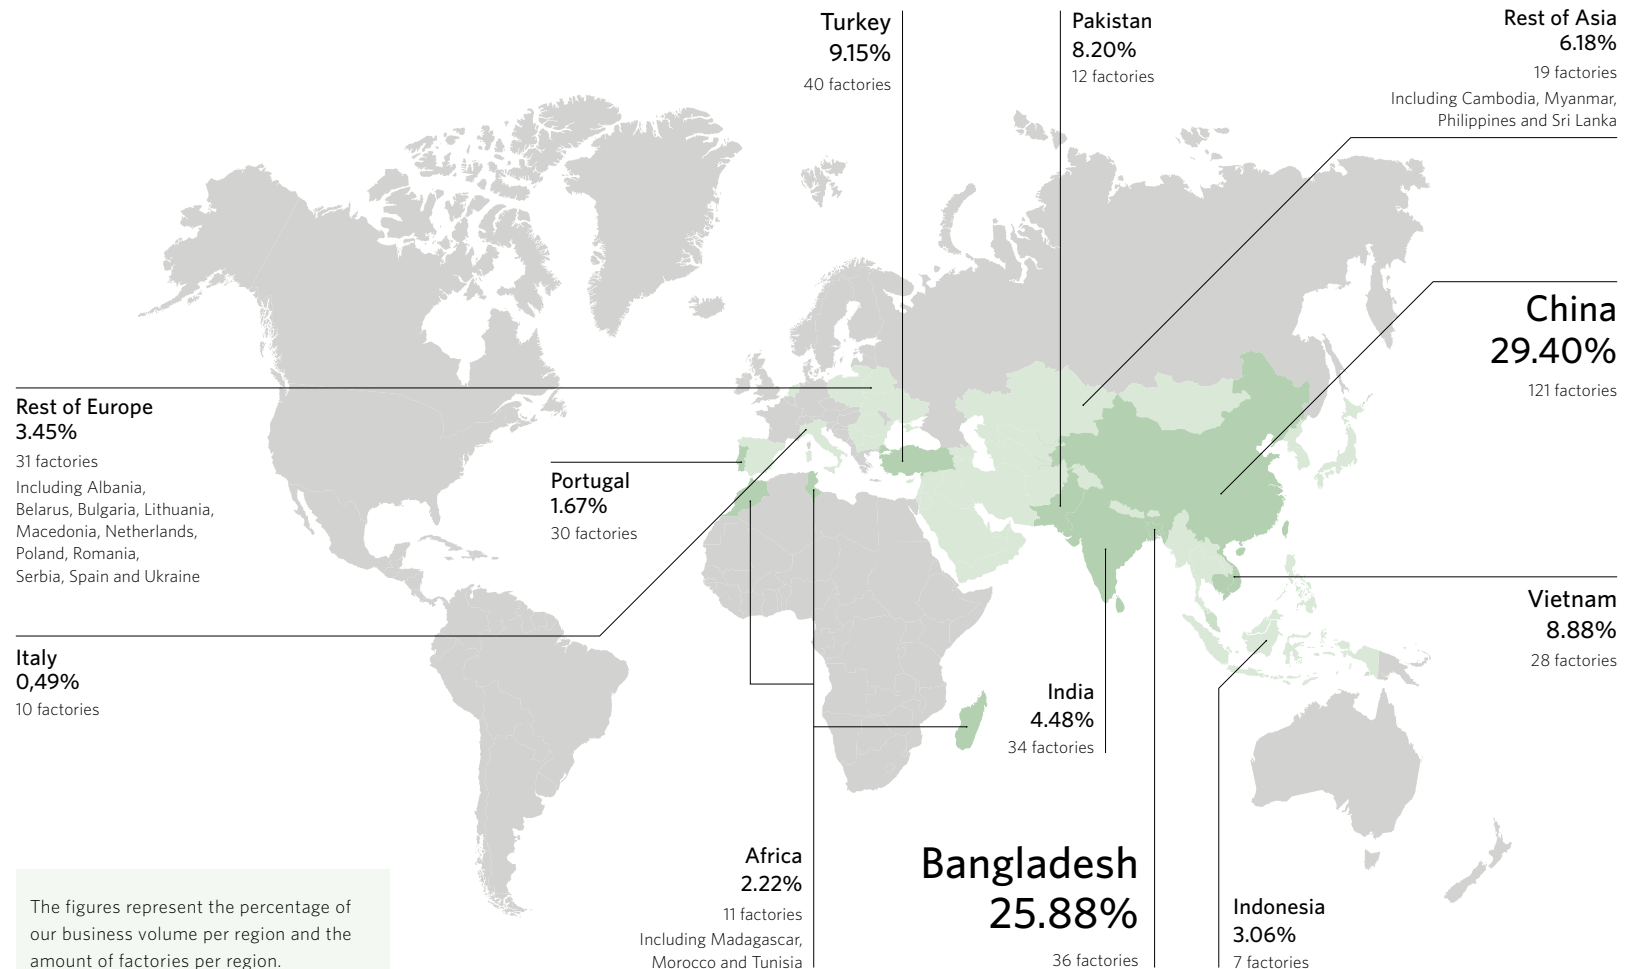 Turkey
9.15%
40 factories
Pakistan
8.20%
12 factories
Rest of Asia
6.18%
19 factories
Including Cambodia, Myanmar,
Philippines and Sri Lanka
China
29.40%
121 factories
Rest of Europe
3.45%
31 factories
Including Albania,
Belarus, Bulgaria, Lithuania,
Macedonia, Netherlands,
Poland, Romania,
Serbia, Spain and Ukraine
Portugal
1.67%
30 factories
Vietnam
8.88%
28 factories
Italy
0,49%
10 factories
India
4.48%
34 factories
Africa
2.22%
11 factories
Including Madagascar,
Morocco and Tunisia
Bangladesh
25.88%
36 factories
Indonesia
3.06%
7 factories
The figures represent the percentage of
our business volume per region and the
amount of factories per region.